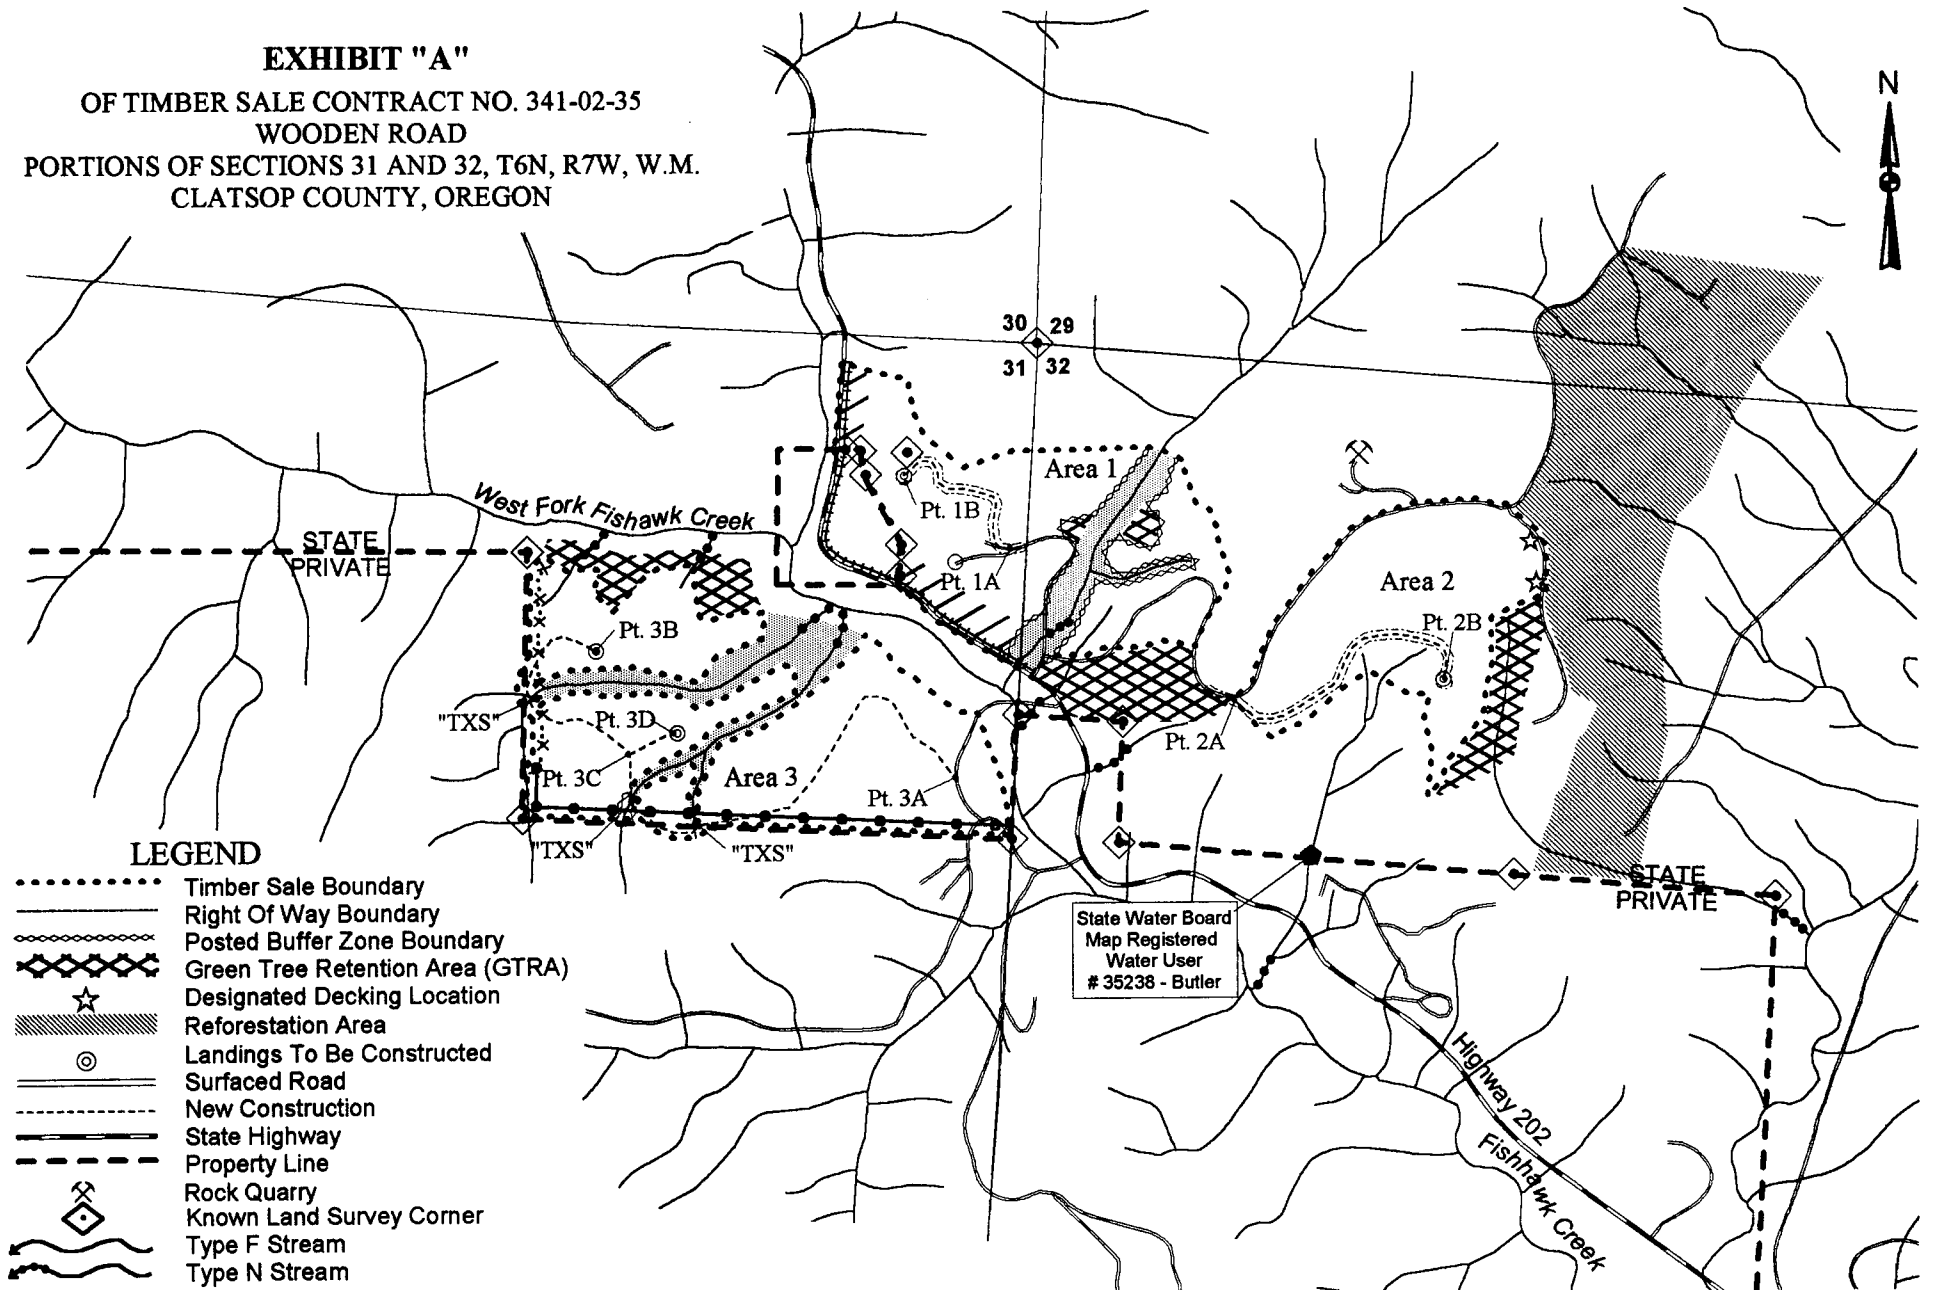 EXHIBIT "A"
OF TIMBER SALE CONTRACT NO. 341-02-35
WOODEN ROAD
PORTIONS OF SECTIONS 31 AND 32, T6N, R7W, W.M.
CLATSOP COUNTY, OREGON
N
30 29
31 32
Area 1
West Fork Fishawk Creek
Pt. 1B
STATE
PRIVATE
Pt. 1A
Area 2
Pt. 3B
Pt. 2B
"TXS"
Pt. 3D
Pt. 2A
Pt. 3C
Area 3
Pt. 3A
"TXS"
"TXS"
STATE
PRIVATE
State Water Board
Map Registered
Water User
# 35238 - Butler
Highway 202
Fishhawk Creek
LEGEND
Timber Sale Boundary
Right Of Way Boundary
Posted Buffer Zone Boundary
Green Tree Retention Area (GTRA)
Designated Decking Location
Reforestation Area
Landings To Be Constructed
Surfaced Road
New Construction
State Highway
Property Line
Rock Quarry
Known Land Survey Corner
Type F Stream
Type N Stream